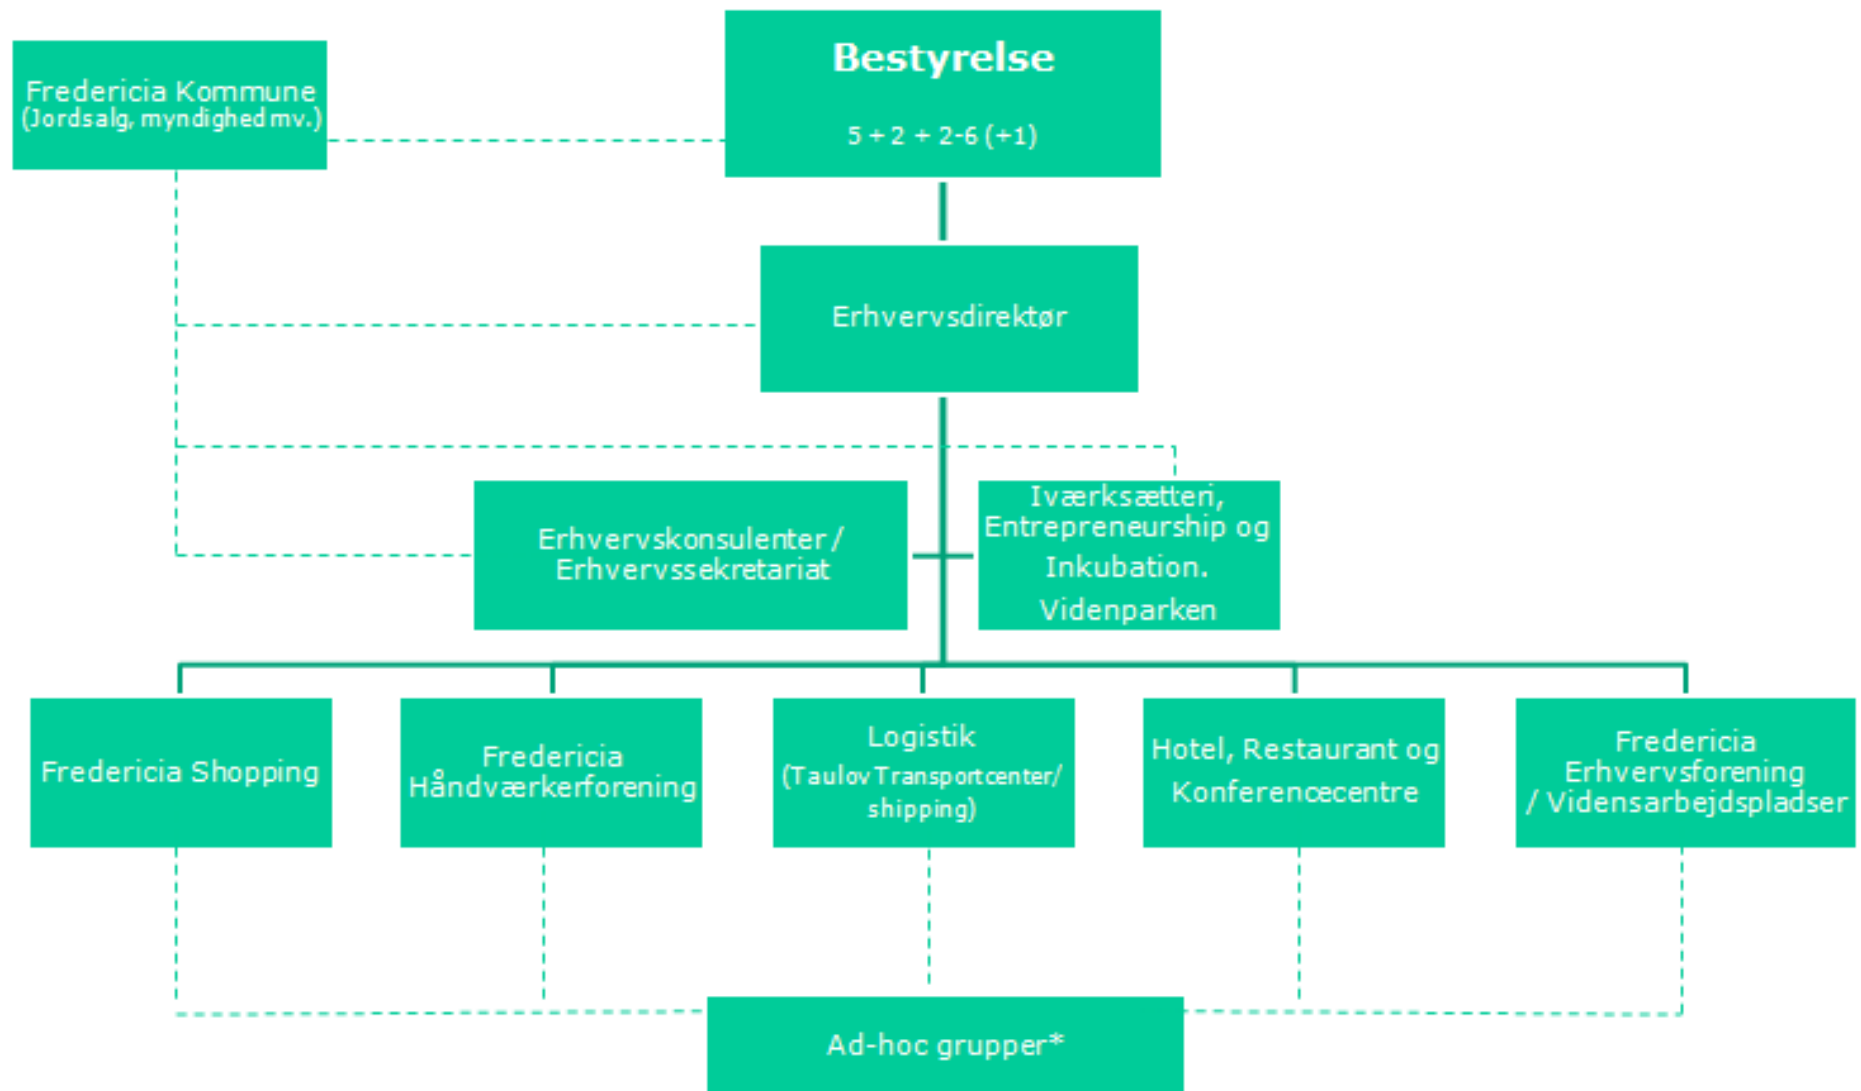 Bestyrelse
5 + 2 + 2-6 (+1)
Fredericia Kommune
(Jordsalg, myndighed mv.)
Erhvervsdirektør
Erhvervskonsulenter /
Erhvervssekretariat
Iværksætteri,
Entrepreneurship og
Inkubation.
Videnparken
Fredericia Shopping
Fredericia
Håndværkerforening
Logistik
(Taulov Transportcenter/
shipping)
Hotel, Restaurant og
Konferencecentre
Fredericia
Erhvervsforening
/ Vidensarbejdspladser
Ad-hoc grupper*